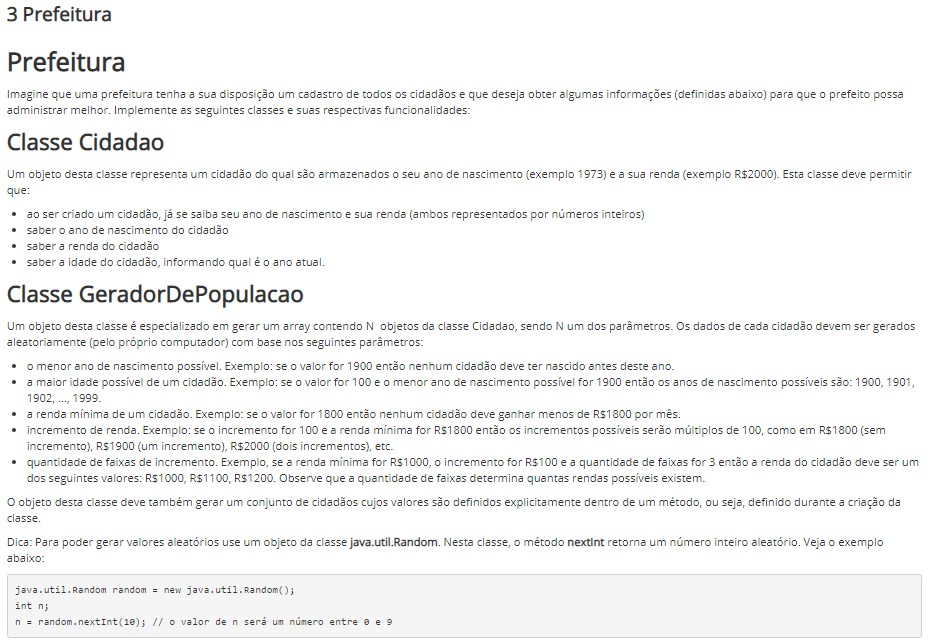 3 Prefeitura
Prefeitura
Imagine que uma prefeitura tenha a sua disposição um cadastro de todos os cidadãos e que deseja obter algumas informações (definidas abaixo) para que o prefeito possa
administrar melhor. Implemente as seguintes classes e suas respectivas funcionalidades:
Classe Cidadao
Um objeto desta classe representa um cidadão do qual são armazenados o seu ano de nascimento (exemplo 1973) e a sua renda (exemplo R$2000). Esta classe deve permitir
que:
• ao ser criado um cidadão, já se saiba seu ano de nascimento e sua renda (ambos representados por números inteiros)
• saber o ano de nascimento do cidadão
• saber a renda do cidadão
• saber a idade do cidadão, informando qual é o ano atual.
Classe GeradorDePopulacao
Um objeto desta classe é especializado em gerar um array contendo N objetos da classe Cidadao, sendo N um dos parâmetros. Os dados de cada cidadão devem ser gerados
aleatoriamente (pelo próprio computador) com base nos seguintes parâmetros:
• o menor ano de nascimento possível. Exemplo: se o valor for 1900 então nenhum cidadão deve ter nascido antes deste ano.
• a maior idade possível de um cidadão. Exemplo: se o valor for 100 e o menor ano de nascimento possível for 1900 então os anos de nascimento possíveis são: 1900, 1901,
1902, ..., 1999.
• a renda mínima de um cidadão. Exemplo: se o valor for 1800 então nenhum cidadão deve ganhar menos de R$1800 por mês.
• incremento de renda. Exemplo: se o incremento for 100 e a renda mínima for R$1800 então os incrementos possíveis serão múltiplos de 100, como em R$1800 (sem
incremento), R$1900 (um incremento), R$2000 (dois incrementos), etc.
• quantidade de faixas de incremento. Exemplo, se a renda mínima for R$1000, o incremento for R$100 e a quantidade de faixas for 3 então a renda do cidadão deve ser um
dos seguintes valores: R$1000, R$1100, R$1200. Observe que a quantidade de faixas determina quantas rendas possíveis existem.
O objeto desta classe deve também gerar um conjunto de cidadãos cujos valores são definidos explicitamente dentro de um método, ou seja, definido durante a criação da
classe.
Dica: Para poder gerar valores aleatórios use um objeto da classe java.util.Random. Nesta classe, o método nextInt retorna um número inteiro aleatório. Veja o exemplo
abaixo:
java.util.Random random = new java.util.Random();
int n;
n = random.nextInt(10); // o valor de n será um número entre 0 e 9